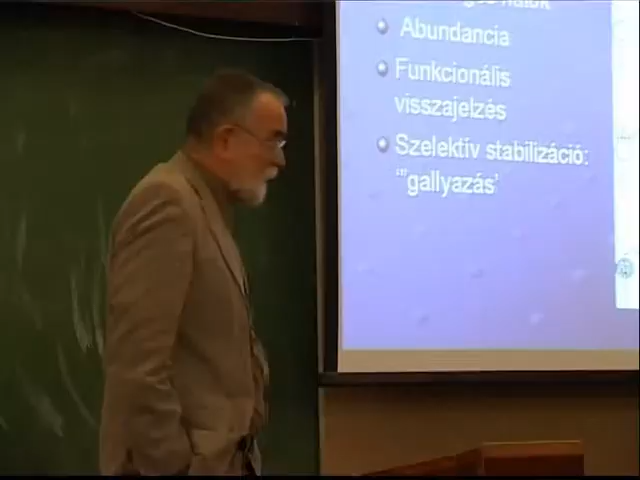 Abundancia
Funkcionális
visszajelzés
Szelektív stabilizáció:
"'gallyazás'